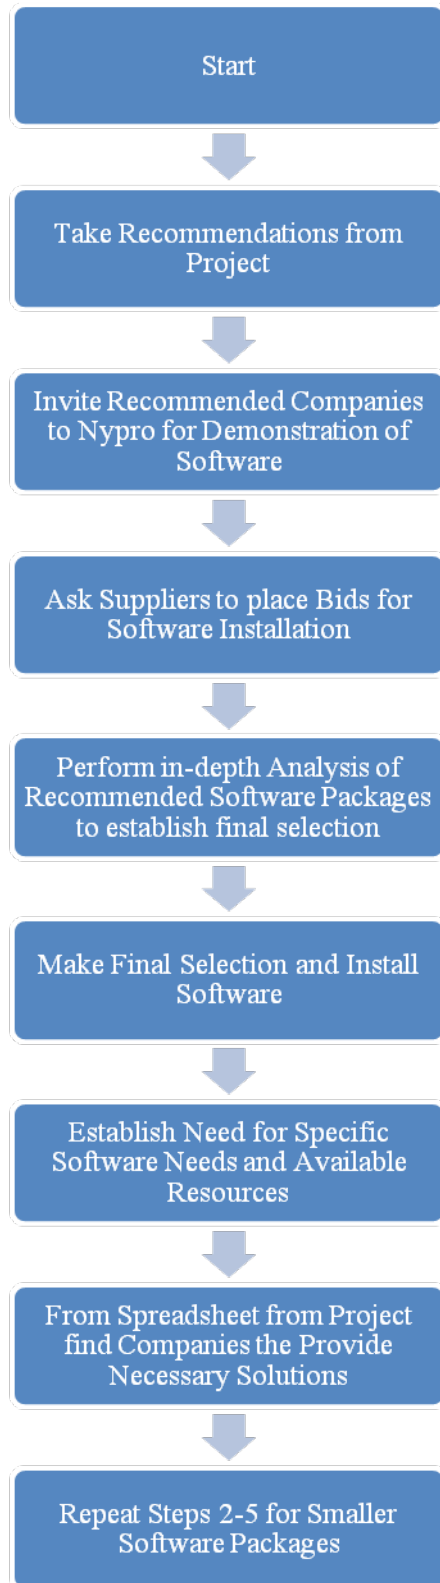 Start
Take Recommendations from
Project
Invite Recommended Companies
to Nypro for Demonstration of
Software
Ask Suppliers to place Bids for
Software Installation
Perform in-depth Analysis of
Recommended Software Packages
to establish final selection
Make Final Selection and Install
Software
Establish Need for Specific
Software Needs and Available
Resources
From Spreadsheet from Project
find Companies the Provide
Necessary Solutions
Repeat Steps 2-5 for Smaller
Software Packages